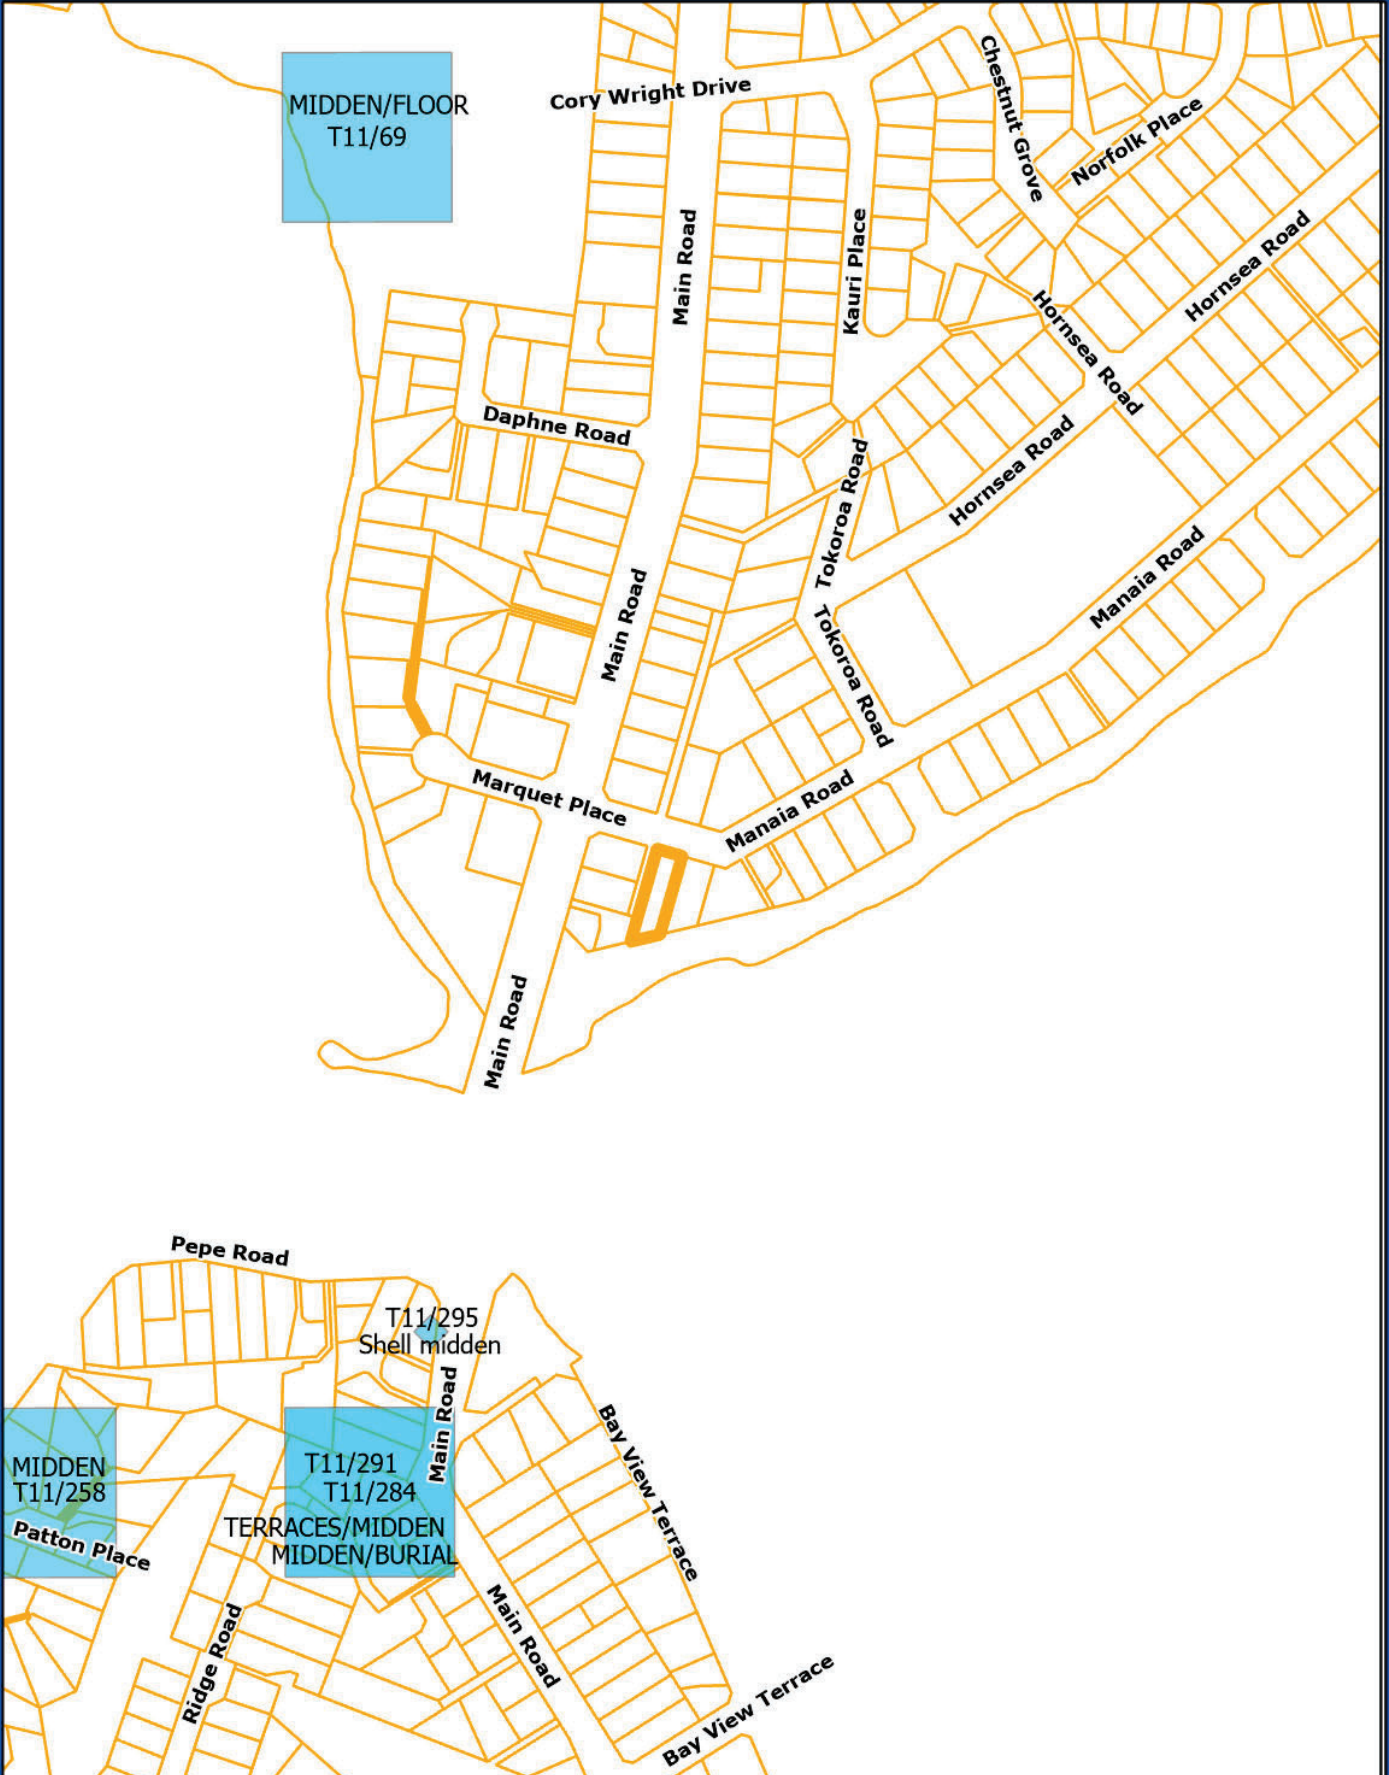 MIDDEN/FLOOR
T11/69
Cory Wright Drive
Chestnut Grove
Norfolk Place
Main Road
Kauri Place
Hornsea Road
Hornsea Road
Daphne Road
Hornsea Road
Tokoroa Road
Main Road
Manaia Road
Tokoroa Road
Marquet Place
Manaia Road
Main Road
Pepe Road
T11/295
Shell midden
Main Road
Bay View Terrace
MIDDEN
T11/258
T11/291
T11/284
TERRACES/MIDDEN
MIDDEN/BURIAL
Patton Place
Main Road
Ridge Road
Bay View Terrace